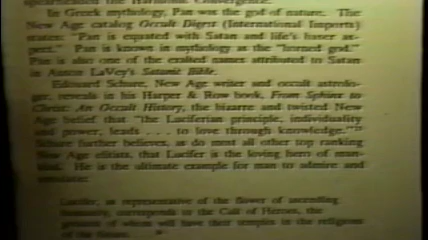 spearheaded the Harmonic Convergence.
In Greek mythology, Pan was the god of nature. The
New Age catalog Occult Digest (International Imports)
states: "Pan is equated with Satan and life's baser as-
pect." Pan is known in mythology as the "horned god."
Pan is also one of the exalted names attributed to Satan
in Anton LaVey's Satanic Bible.
Edouard Schure, New Age writer and occult astrolo-
ger, reveals in his Harper & Row book, From Sphinx to
Christ: An Occult History, the bizarre and twisted New
Age belief that "the Luciferian principle, individuality
and power, leads . . . to love through knowledge."
Schure further believes, as do most all other top ranking
New Age elitists, that Lucifer is the loving hero of man-
kind. He is the ultimate example for man to admire and
emulate:
Lucifer, as representative of the flower of ascending
humanity, corresponds to the Cult of Heroes, the
greatest of whom will have their temples in the religions
of the future.